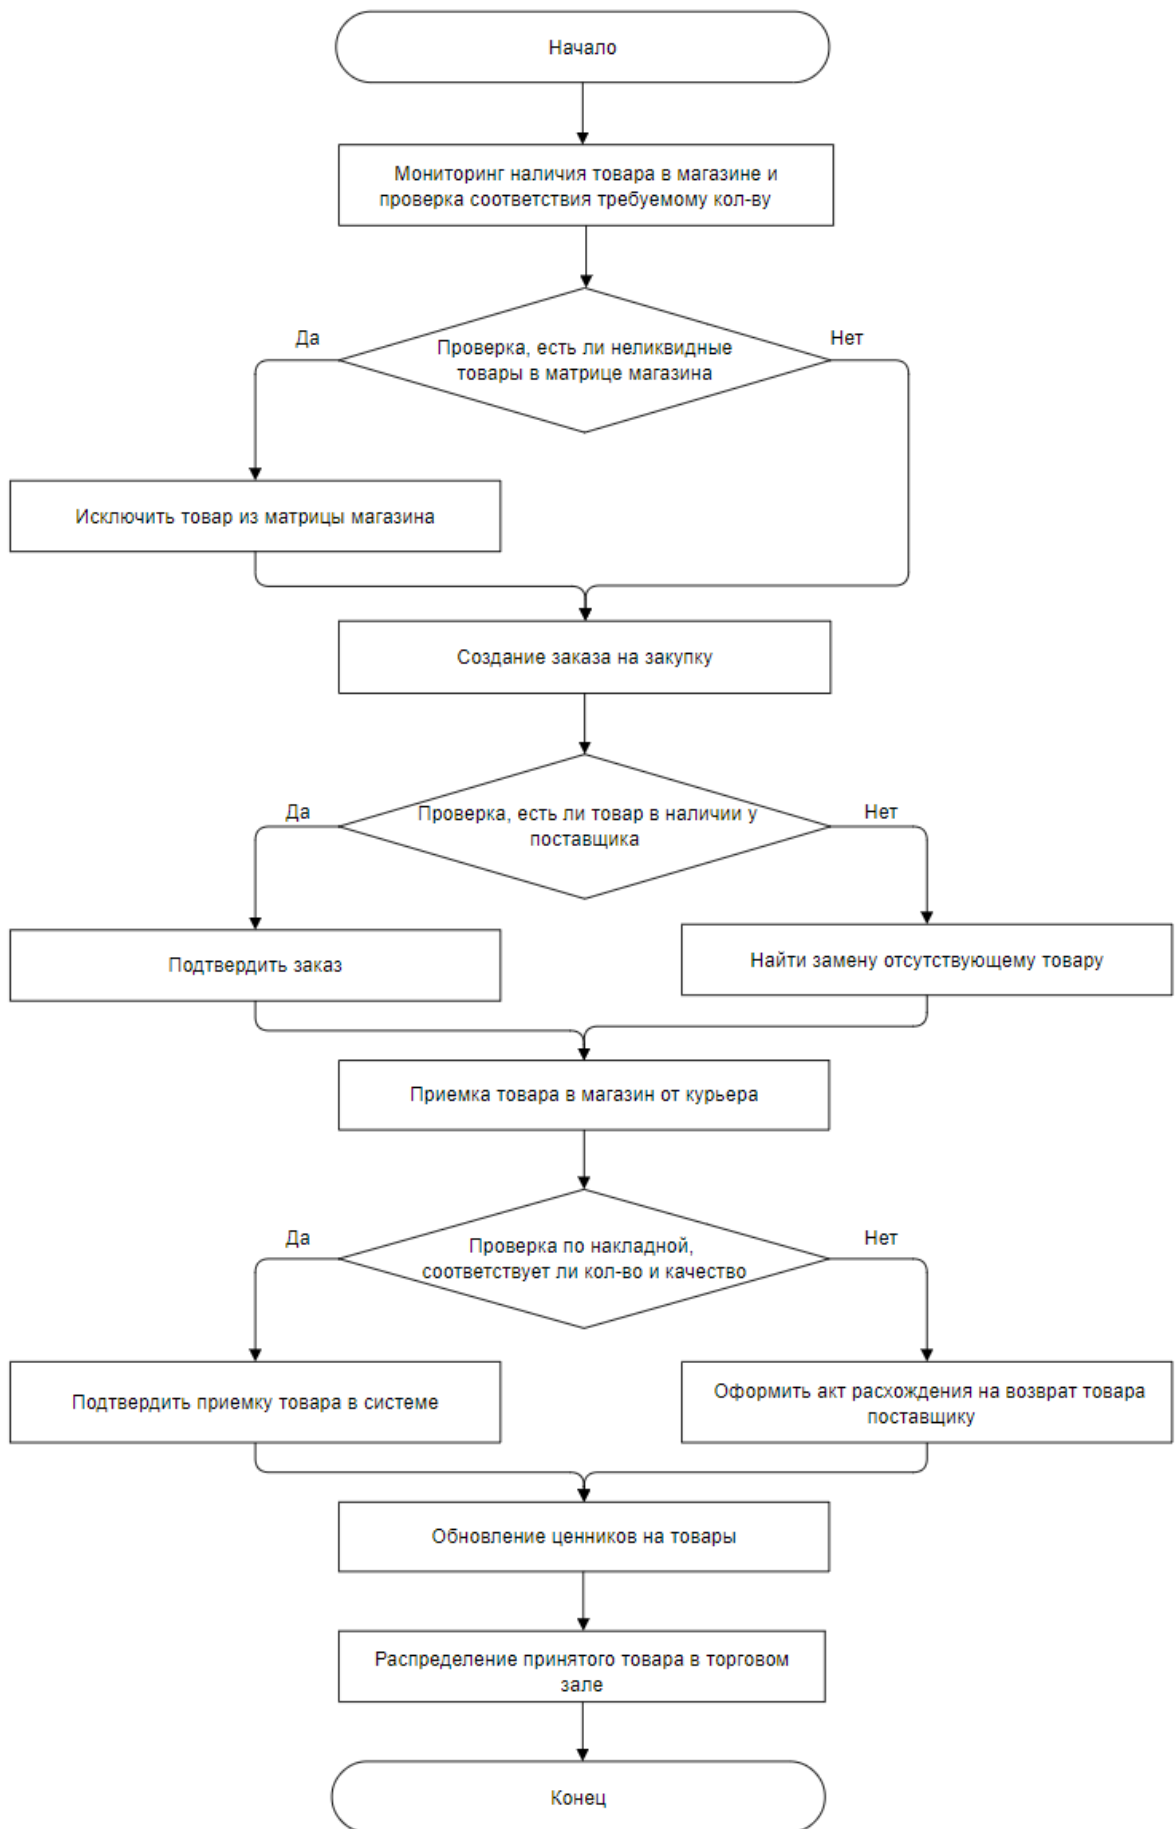 Начало
Мониторинг наличия товара в магазине и
проверка соответствия требуемому кол-ву
Да
Нет
Проверка, есть ли неликвидные
товары в матрице магазина
Исключить товар из матрицы магазина
Создание заказа на закупку
Да
Нет
Проверка, есть ли товар в наличии у
поставщика
Подтвердить заказ
Найти замену отсутствующему товару
Приемка товара в магазин от курьера
Да
Нет
Проверка по накладной,
соответствует ли кол-во и качество
Подтвердить приемку товара в системе
Оформить акт расхождения на возврат товара
поставщику
Обновление ценников на товары
Распределение принятого товара в торговом
зале
Конец